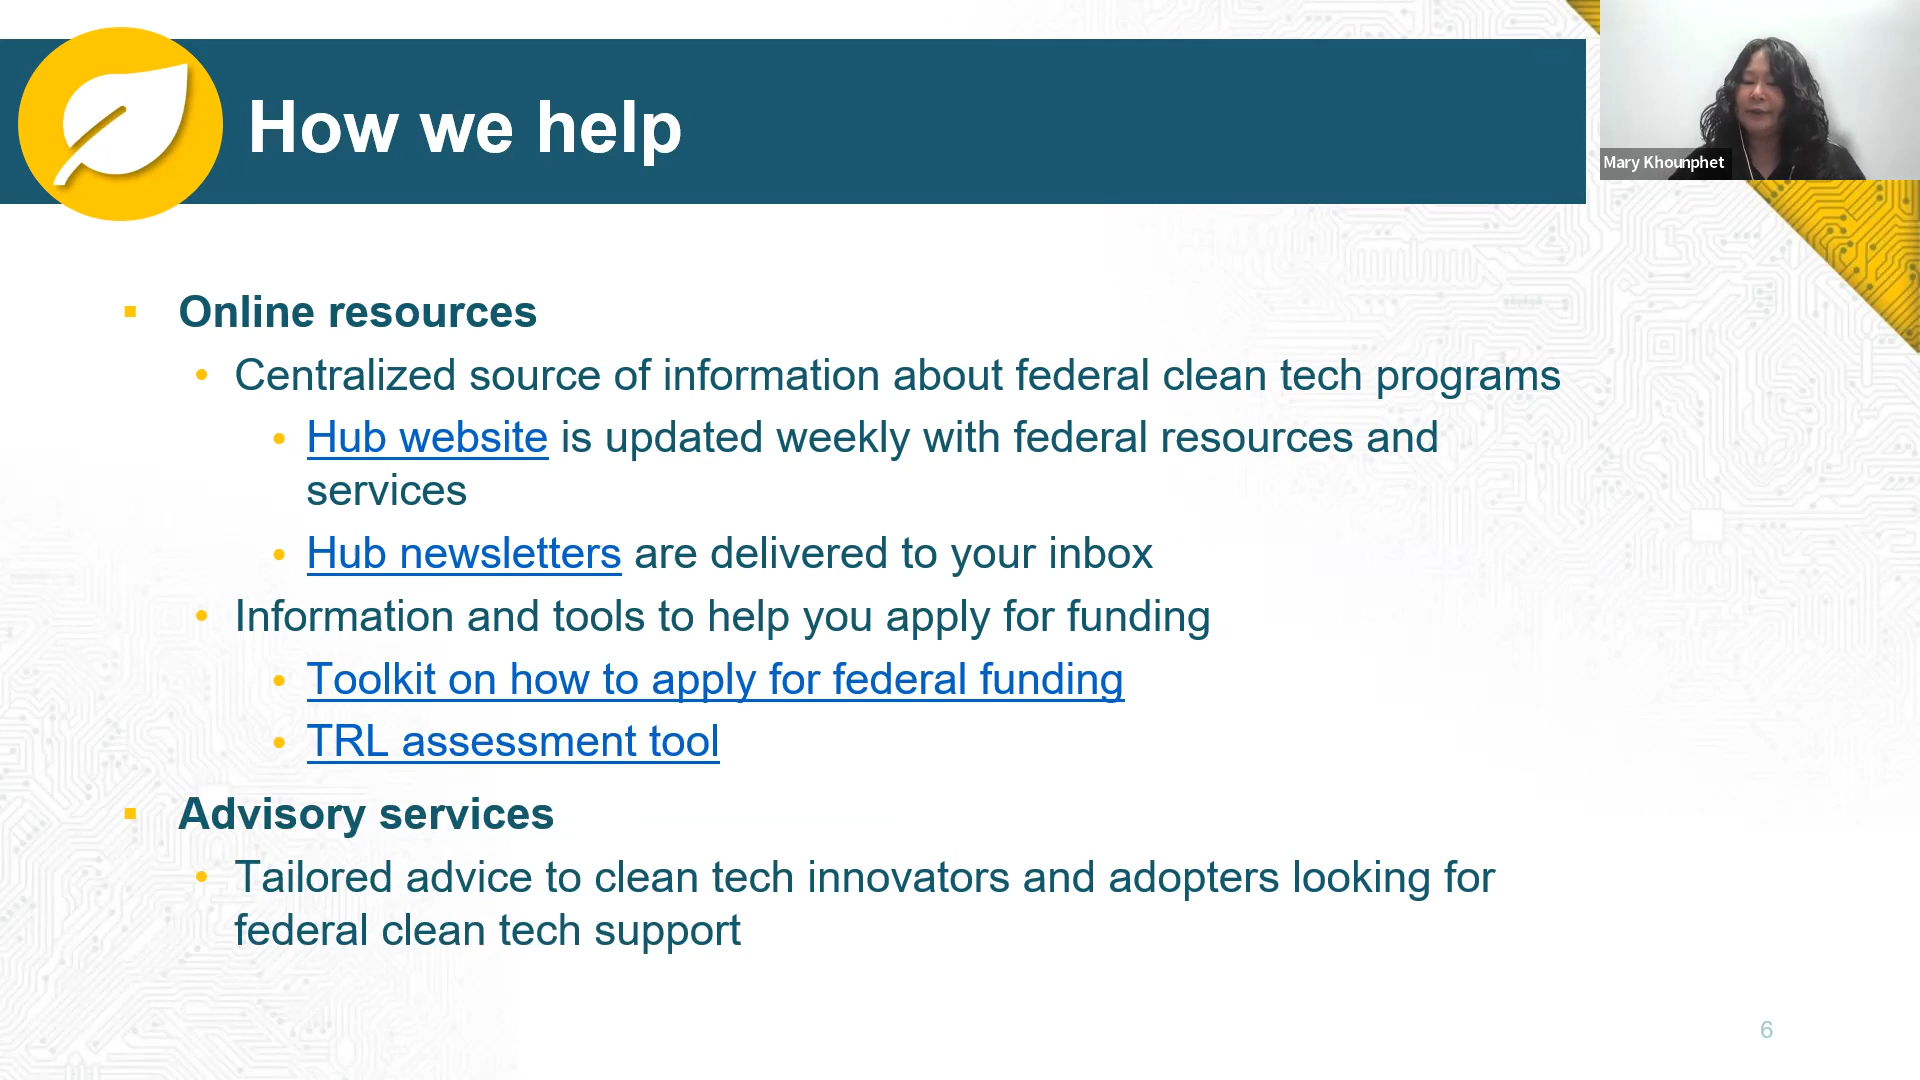 How we help
Mary Khounphet
Online resources
Centralized source of information about federal clean tech programs
Hub website is updated weekly with federal resources and
services
Hub newsletters are delivered to your inbox
Information and tools to help you apply for funding
Toolkit on how to apply for federal funding
TRL assessment tool
Advisory services
Tailored advice to clean tech innovators and adopters looking for
federal clean tech support
6